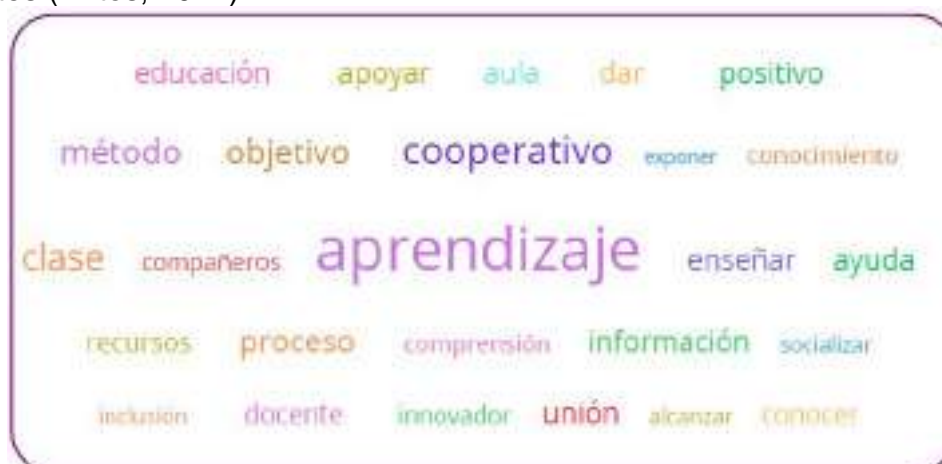 educación apoyar aula dar positivo
método objetivo cooperativo exponer conocimiento
clase compañeros aprendizaje enseñar ayuda
recursos proceso comprensión información socializar
inclusión docente innovador unión alcanzar conocer